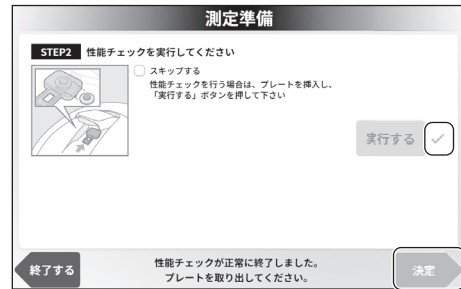 測定準備
STEP2 性能チェックを実行してください
スキップする
性能チェックを行う場合は、プレートを挿入し、
「実行する」ボタンを押して下さい
実行する
終了する
性能チェックが正常に終了しました。
プレートを取り出してください。
決定